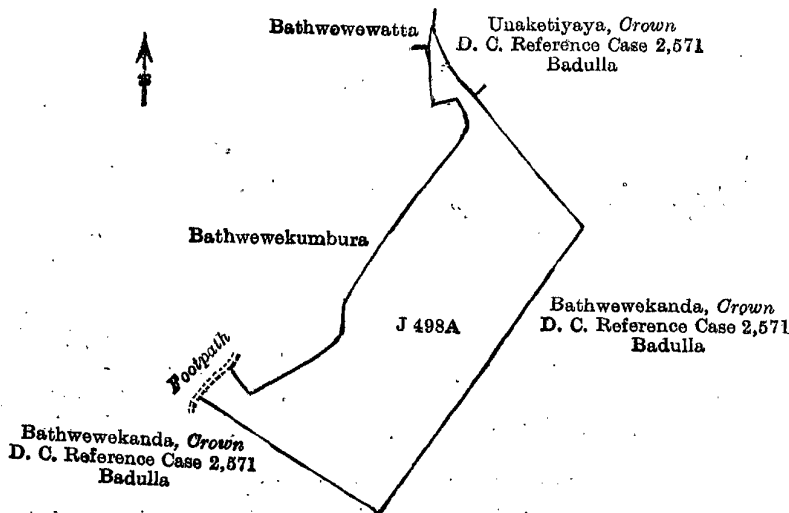 Bathwewewatta
Unaketiyaya, Crown
D. C. Reference Case 2,571
Badulla
Bathwewekumbura
J 498A
Bathwewekanda, Crown
D. C. Reference Case 2,571
Badulla
Footpath
Bathwewekanda, Crown
D. C. Reference Case 2,571
Badulla